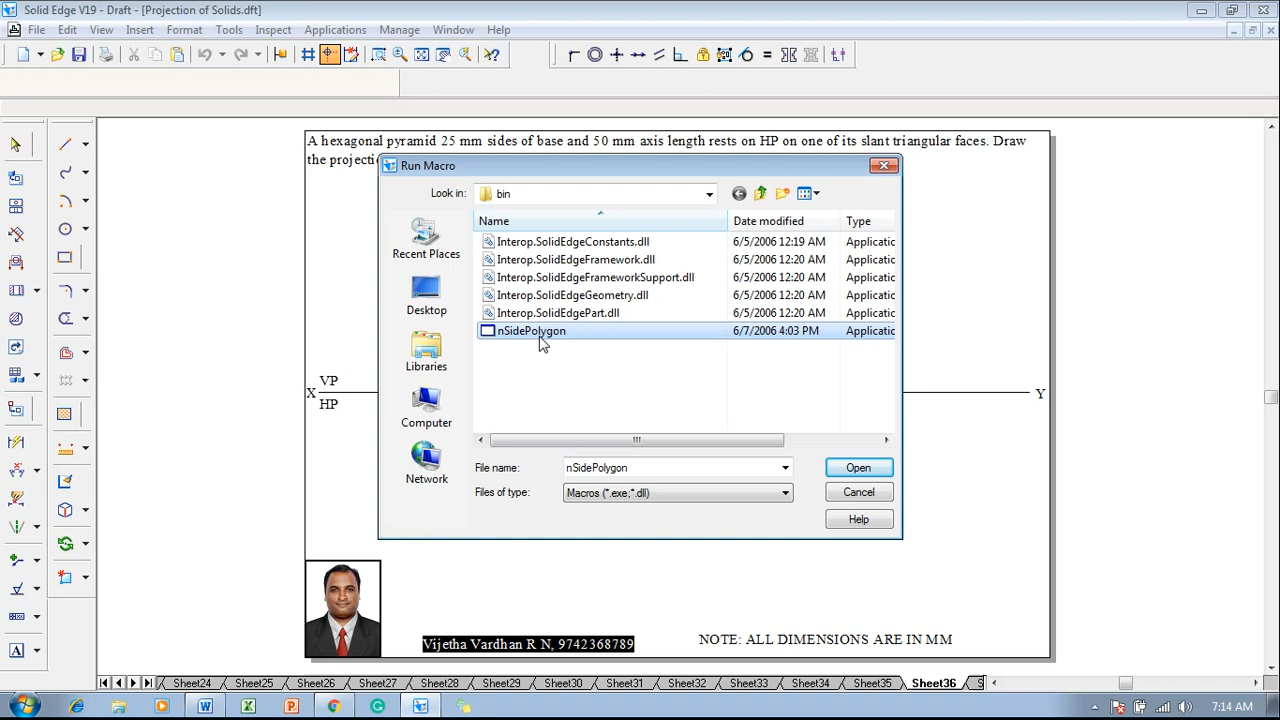 Solid Edge V19 - Draft - [Projection of Solids.dft]
File Edit View Insert Format Tools Inspect Applications Manage Window Help
A hexagonal pyramid 25 mm sides of base and 50 mm axis length rests on HP on one of its slant triangular faces. Draw
the projecti
Run Macro
Look in: bin
Name Date modified Type
Interop.SolidEdgeConstants.dll 6/5/2006 12:19 AM Applicatic
Interop.SolidEdgeFramework.dll 6/5/2006 12:20 AM Applicatic
Interop.SolidEdgeFrameworkSupport.dll 6/5/2006 12:20 AM Applicatic
Interop.SolidEdgeGeometry.dll 6/5/2006 12:20 AM Applicatic
Interop.SolidEdgePart.dll 6/5/2006 12:20 AM Applicatic
nSidePolygon 6/7/2006 4:03 PM Applicatic
Recent Places
Desktop
Libraries
Computer
Network
VP
X Y
HP
File name: nSidePolygon Open
Files of type: Macros (*.exe;*.dll) Cancel
Help
Vijetha Vardhan R N, 9742368789
NOTE: ALL DIMENSIONS ARE IN MM
Sheet24 Sheet25 Sheet26 Sheet27 Sheet28 Sheet29 Sheet30 Sheet31 Sheet32 Sheet33 Sheet34 Sheet35 Sheet36 S
7:14 AM